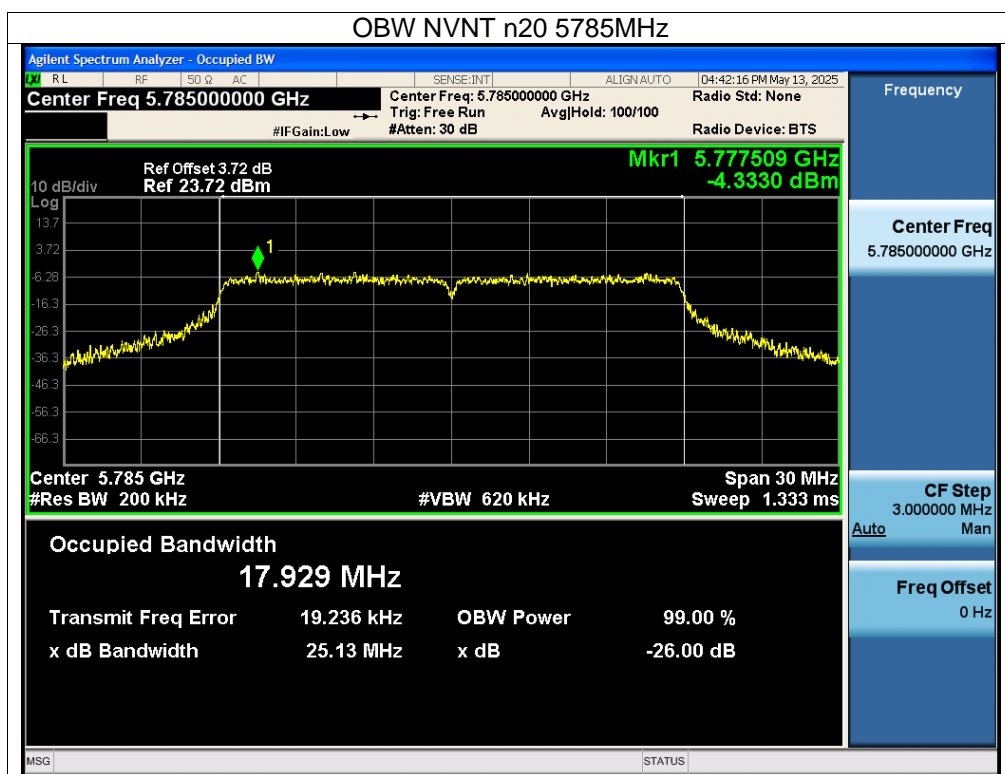 OBW NVNT n20 5785MHz
Agilent Spectrum Analyzer - Occupied BW
LXI RL RF 50 Ω AC SENSE:INT ALIGN AUTO 04:42:16 PM May 13, 2025
Center Freq 5.785000000 GHz
Center Freq: 5.785000000 GHz Radio Std: None
Trig: Free Run Avg|Hold: 100/100
#IFGain:Low #Atten: 30 dB Radio Device: BTS
Ref Offset 3.72 dB
10 dB/div Ref 23.72 dBm
Mkr1 5.777509 GHz
-4.3330 dBm
Log
13.7
3.72
-6.28
-16.3
-26.3
-36.3
-46.3
-56.3
-66.3
1
Center 5.785 GHz Span 30 MHz
#Res BW 200 kHz #VBW 620 kHz Sweep 1.333 ms
Occupied Bandwidth
17.929 MHz
Transmit Freq Error 19.236 kHz OBW Power 99.00 %
x dB Bandwidth 25.13 MHz x dB -26.00 dB
Frequency
Center Freq
5.785000000 GHz
CF Step
3.000000 MHz
Auto Man
Freq Offset
0 Hz
MSG STATUS